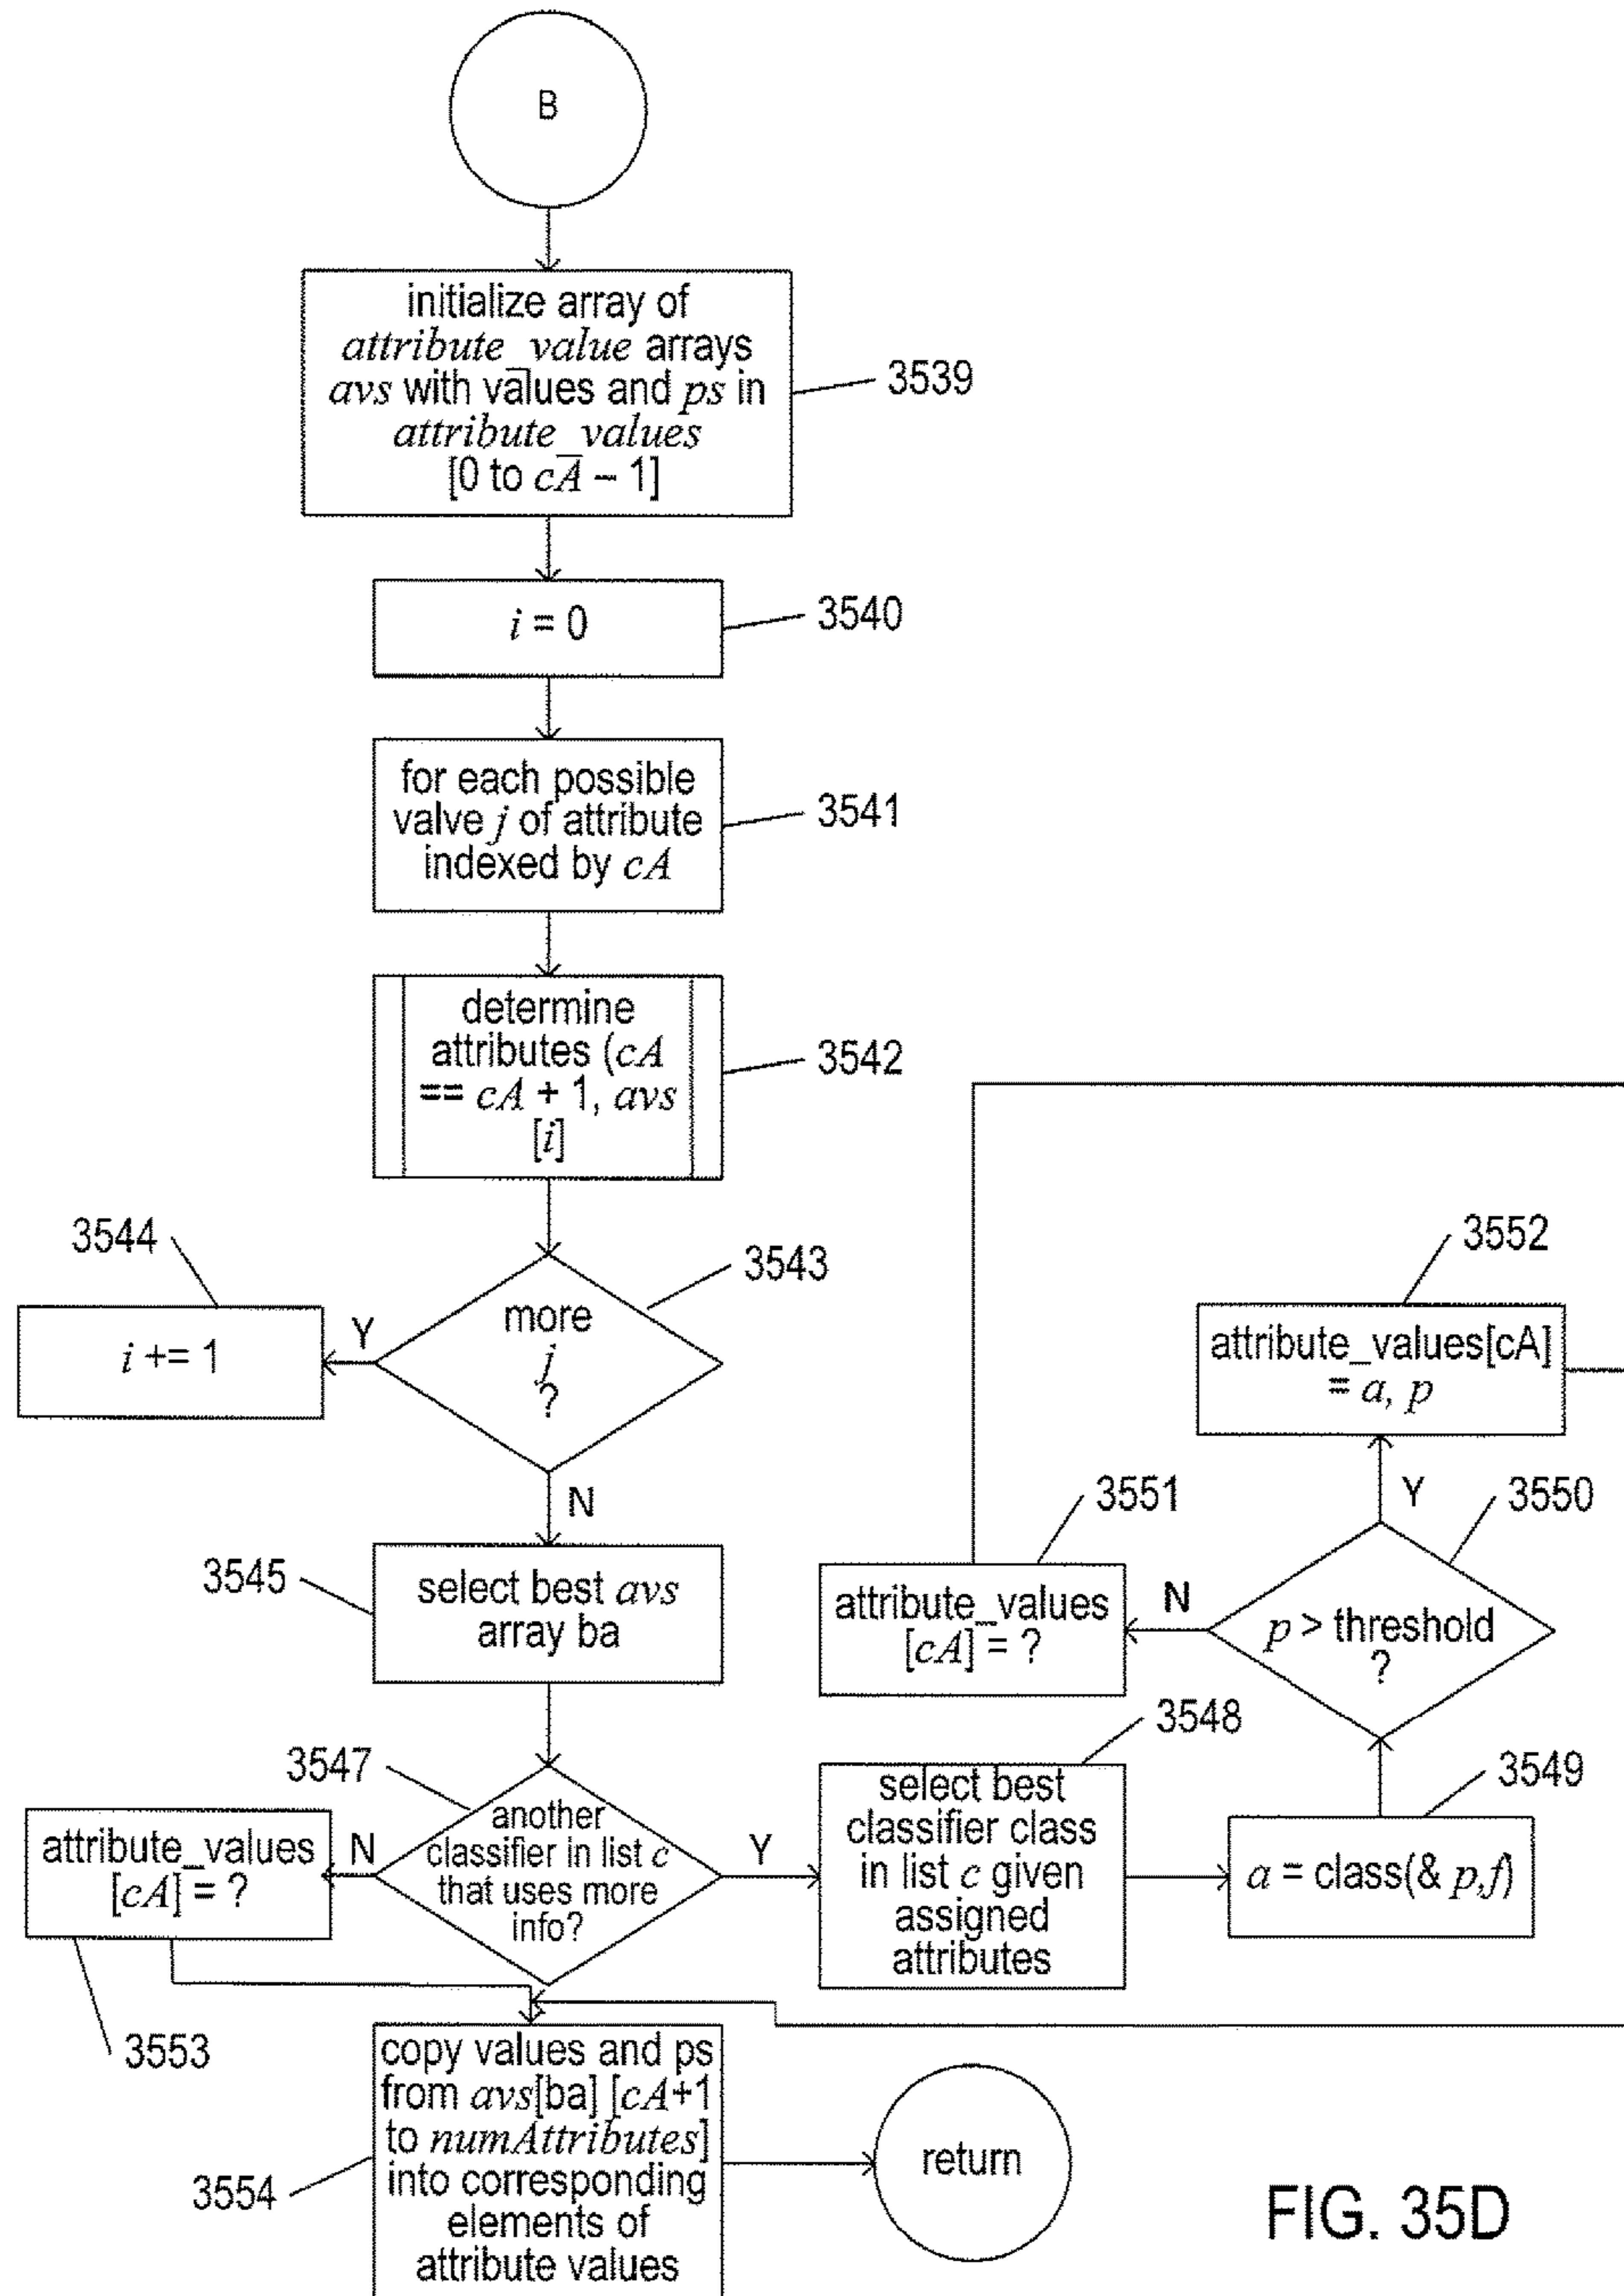 B
initialize array of
attribute_value arrays
avs with values and ps in
attribute_values
[0 to cA – 1]
3539
i = 0
3540
for each possible
valve j of attribute
indexed by cA
3541
determine
attributes (cA
== cA + 1, avs
[i]
3542
3544
i += 1
Y
more
j
?
3543
N
3545
select best avs
array ba
3547
another
classifier in list c
that uses more
info?
N
attribute_values
[cA] = ?
3553
Y
select best
classifier class
in list c given
assigned
attributes
3548
a = class(& p,f)
3549
p > threshold
?
3550
N
attribute_values
[cA] = ?
3551
Y
attribute_values[cA]
= a, p
3552
copy values and ps
from avs[ba] [cA+1
to numAttributes]
into corresponding
elements of
attribute values
3554
return
FIG. 35D